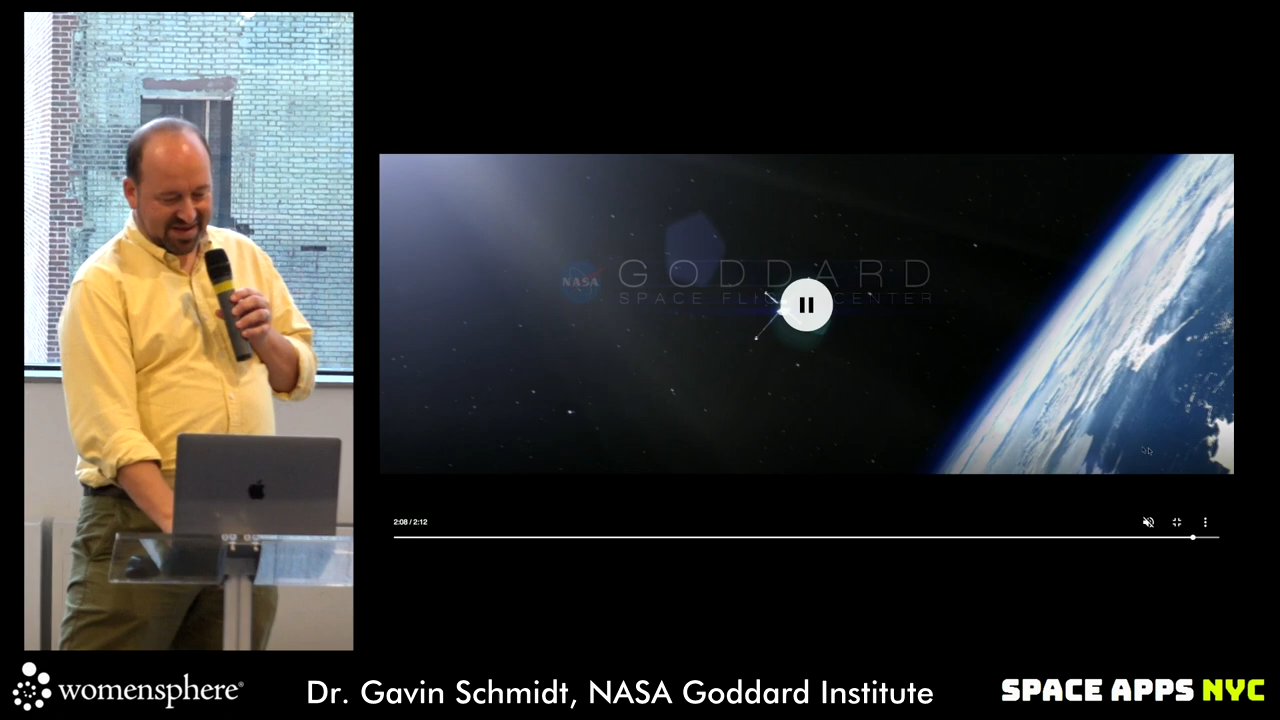 NASA
GODDARD
SPACE FLIGHT CENTER
2:08 / 2:12
womensphere®
Dr. Gavin Schmidt, NASA Goddard Institute
SPACE APPS NYC